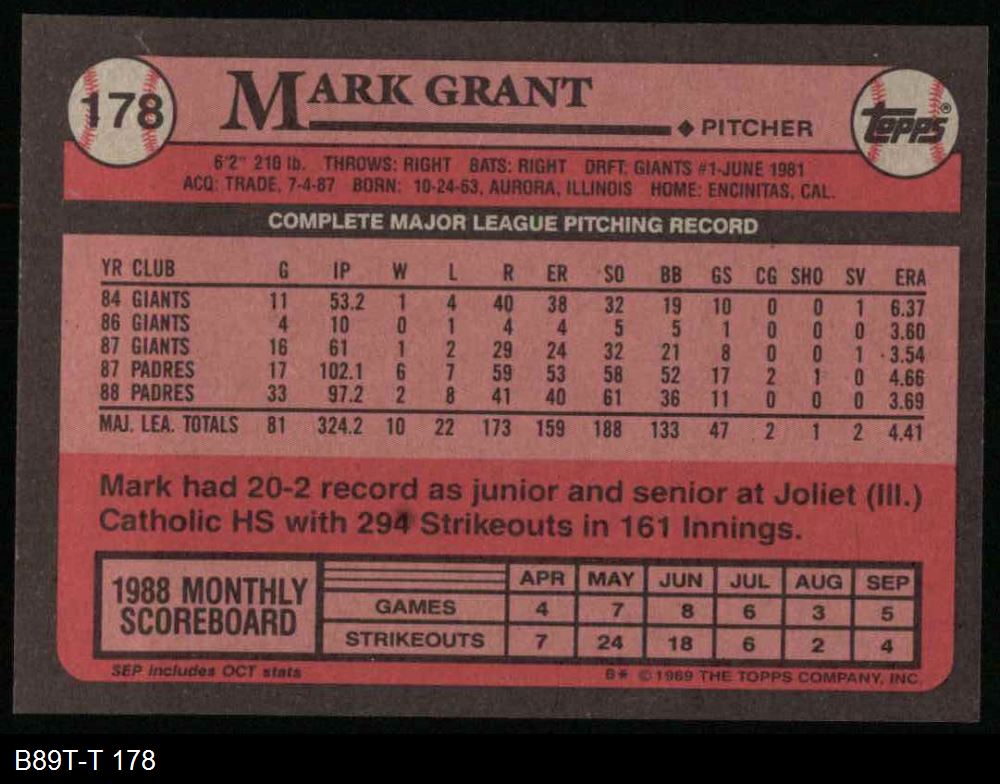 178
MARK GRANT
PITCHER
TOPPS®
6'2" 210 lb. THROWS: RIGHT BATS: RIGHT DRFT: GIANTS #1-JUNE 1981
ACQ: TRADE, 7-4-87 BORN: 10-24-63, AURORA, ILLINOIS HOME: ENCINITAS, CAL.
COMPLETE MAJOR LEAGUE PITCHING RECORD
YR CLUB G IP W L R ER SO BB GS CG SHO SV ERA
84 GIANTS 11 53.2 1 4 40 38 32 19 10 0 0 1 6.37
86 GIANTS 4 10 0 1 4 4 5 5 1 0 0 0 3.60
87 GIANTS 16 61 1 2 29 24 32 21 8 0 0 1 3.54
87 PADRES 17 102.1 6 7 59 53 58 52 17 2 1 0 4.66
88 PADRES 33 97.2 2 8 41 40 61 36 11 0 0 0 3.69
MAJ. LEA. TOTALS 81 324.2 10 22 173 159 188 133 47 2 1 2 4.41
Mark had 20-2 record as junior and senior at Joliet (Ill.)
Catholic HS with 294 Strikeouts in 161 Innings.
1988 MONTHLY
SCOREBOARD
APR MAY JUN JUL AUG SEP
GAMES 4 7 8 6 3 5
STRIKEOUTS 7 24 18 6 2 4
SEP includes OCT stats
B* ©1989 THE TOPPS COMPANY, INC.
B89T-T 178